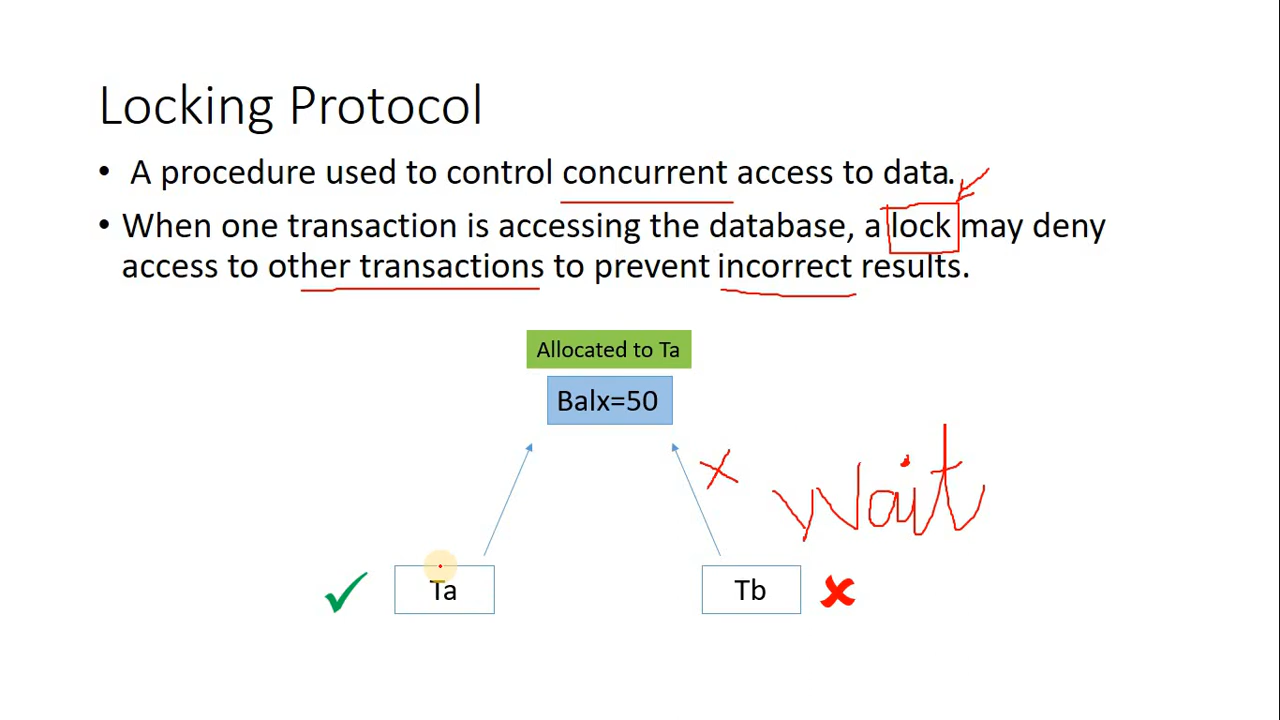 Locking Protocol
• A procedure used to control concurrent access to data.
• When one transaction is accessing the database, a lock may deny
access to other transactions to prevent incorrect results.
Allocated to Ta
Balx=50
Wait
Ta
Tb